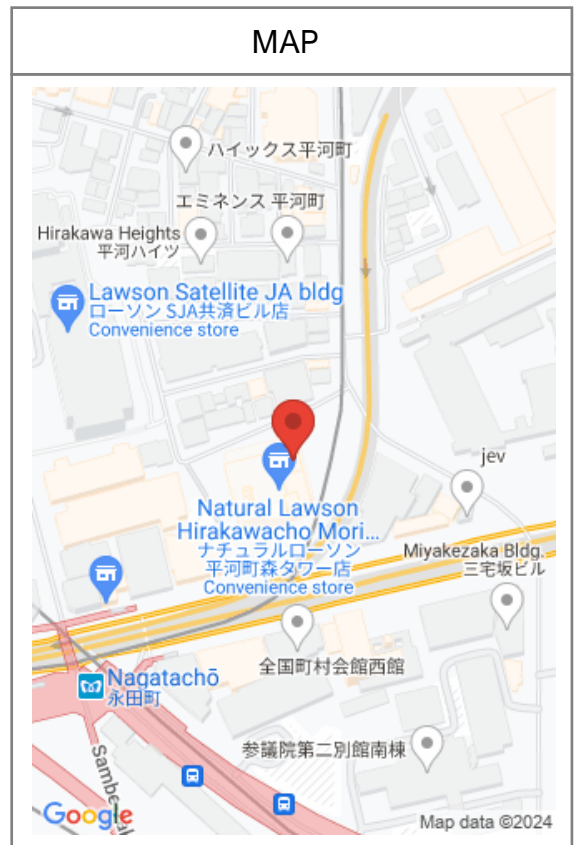 MAP
ハイックス平河町
エミネンス 平河町
Hirakawa Heights
平河ハイツ
Lawson Satellite JA bldg
ローソン SJA共済ビル店
Convenience store
jev
Natural Lawson
Hirakawacho Mori...
ナチュラルローソン
平河町森タワー店
Convenience store
Miyakezaka Bldg.
三宅坂ビル
全国町村会館西館
Nagatachō
永田町
参議院第二別館南棟
Google
Map data ©2024